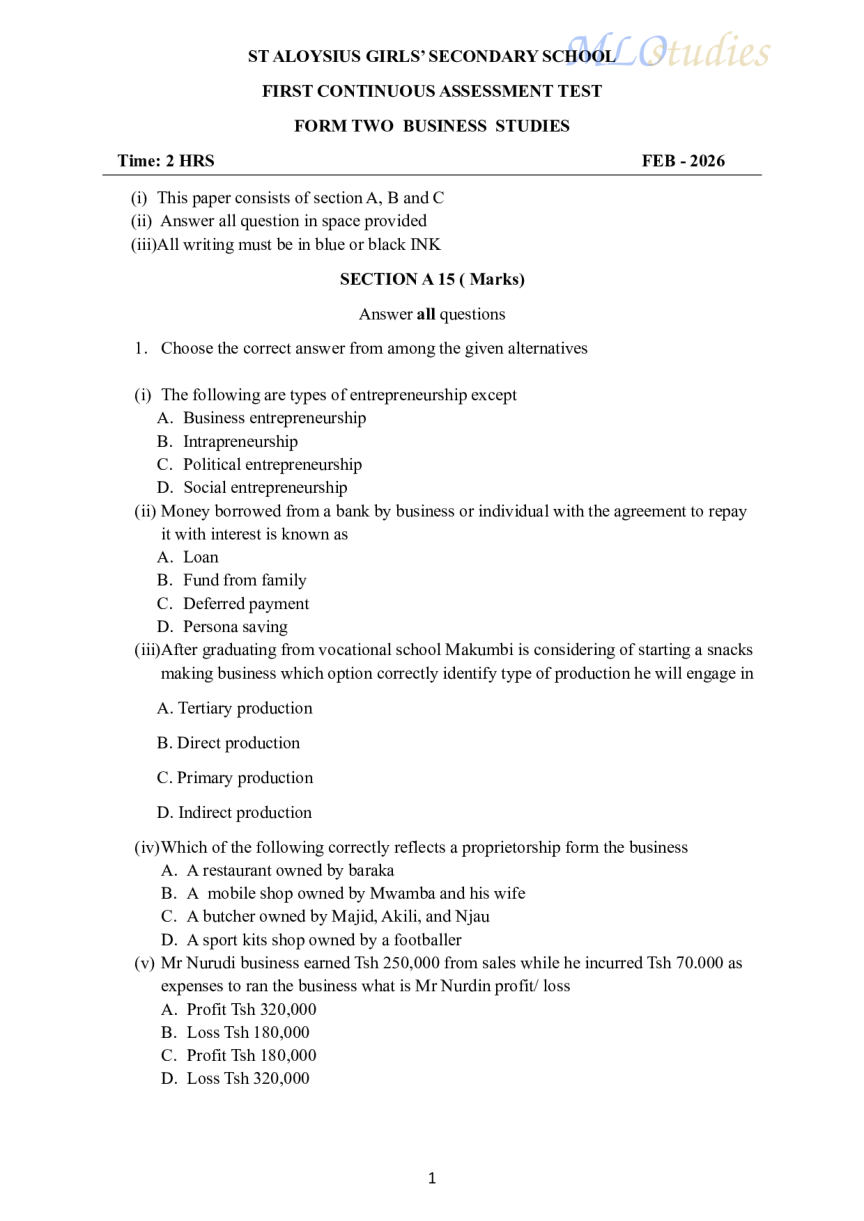 MLOstudies
ST ALOYSIUS GIRLS’ SECONDARY SCHOOL
FIRST CONTINUOUS ASSESSMENT TEST
FORM TWO BUSINESS STUDIES
Time: 2 HRS FEB - 2026
(i) This paper consists of section A, B and C
(ii) Answer all question in space provided
(iii)All writing must be in blue or black INK
SECTION A 15 ( Marks)
Answer all questions
1. Choose the correct answer from among the given alternatives
(i) The following are types of entrepreneurship except
A. Business entrepreneurship
B. Intrapreneurship
C. Political entrepreneurship
D. Social entrepreneurship
(ii) Money borrowed from a bank by business or individual with the agreement to repay
it with interest is known as
A. Loan
B. Fund from family
C. Deferred payment
D. Persona saving
(iii)After graduating from vocational school Makumbi is considering of starting a snacks
making business which option correctly identify type of production he will engage in
A. Tertiary production
B. Direct production
C. Primary production
D. Indirect production
(iv)Which of the following correctly reflects a proprietorship form the business
A. A restaurant owned by baraka
B. A mobile shop owned by Mwamba and his wife
C. A butcher owned by Majid, Akili, and Njau
D. A sport kits shop owned by a footballer
(v) Mr Nurudi business earned Tsh 250,000 from sales while he incurred Tsh 70.000 as
expenses to ran the business what is Mr Nurdin profit/ loss
A. Profit Tsh 320,000
B. Loss Tsh 180,000
C. Profit Tsh 180,000
D. Loss Tsh 320,000
1